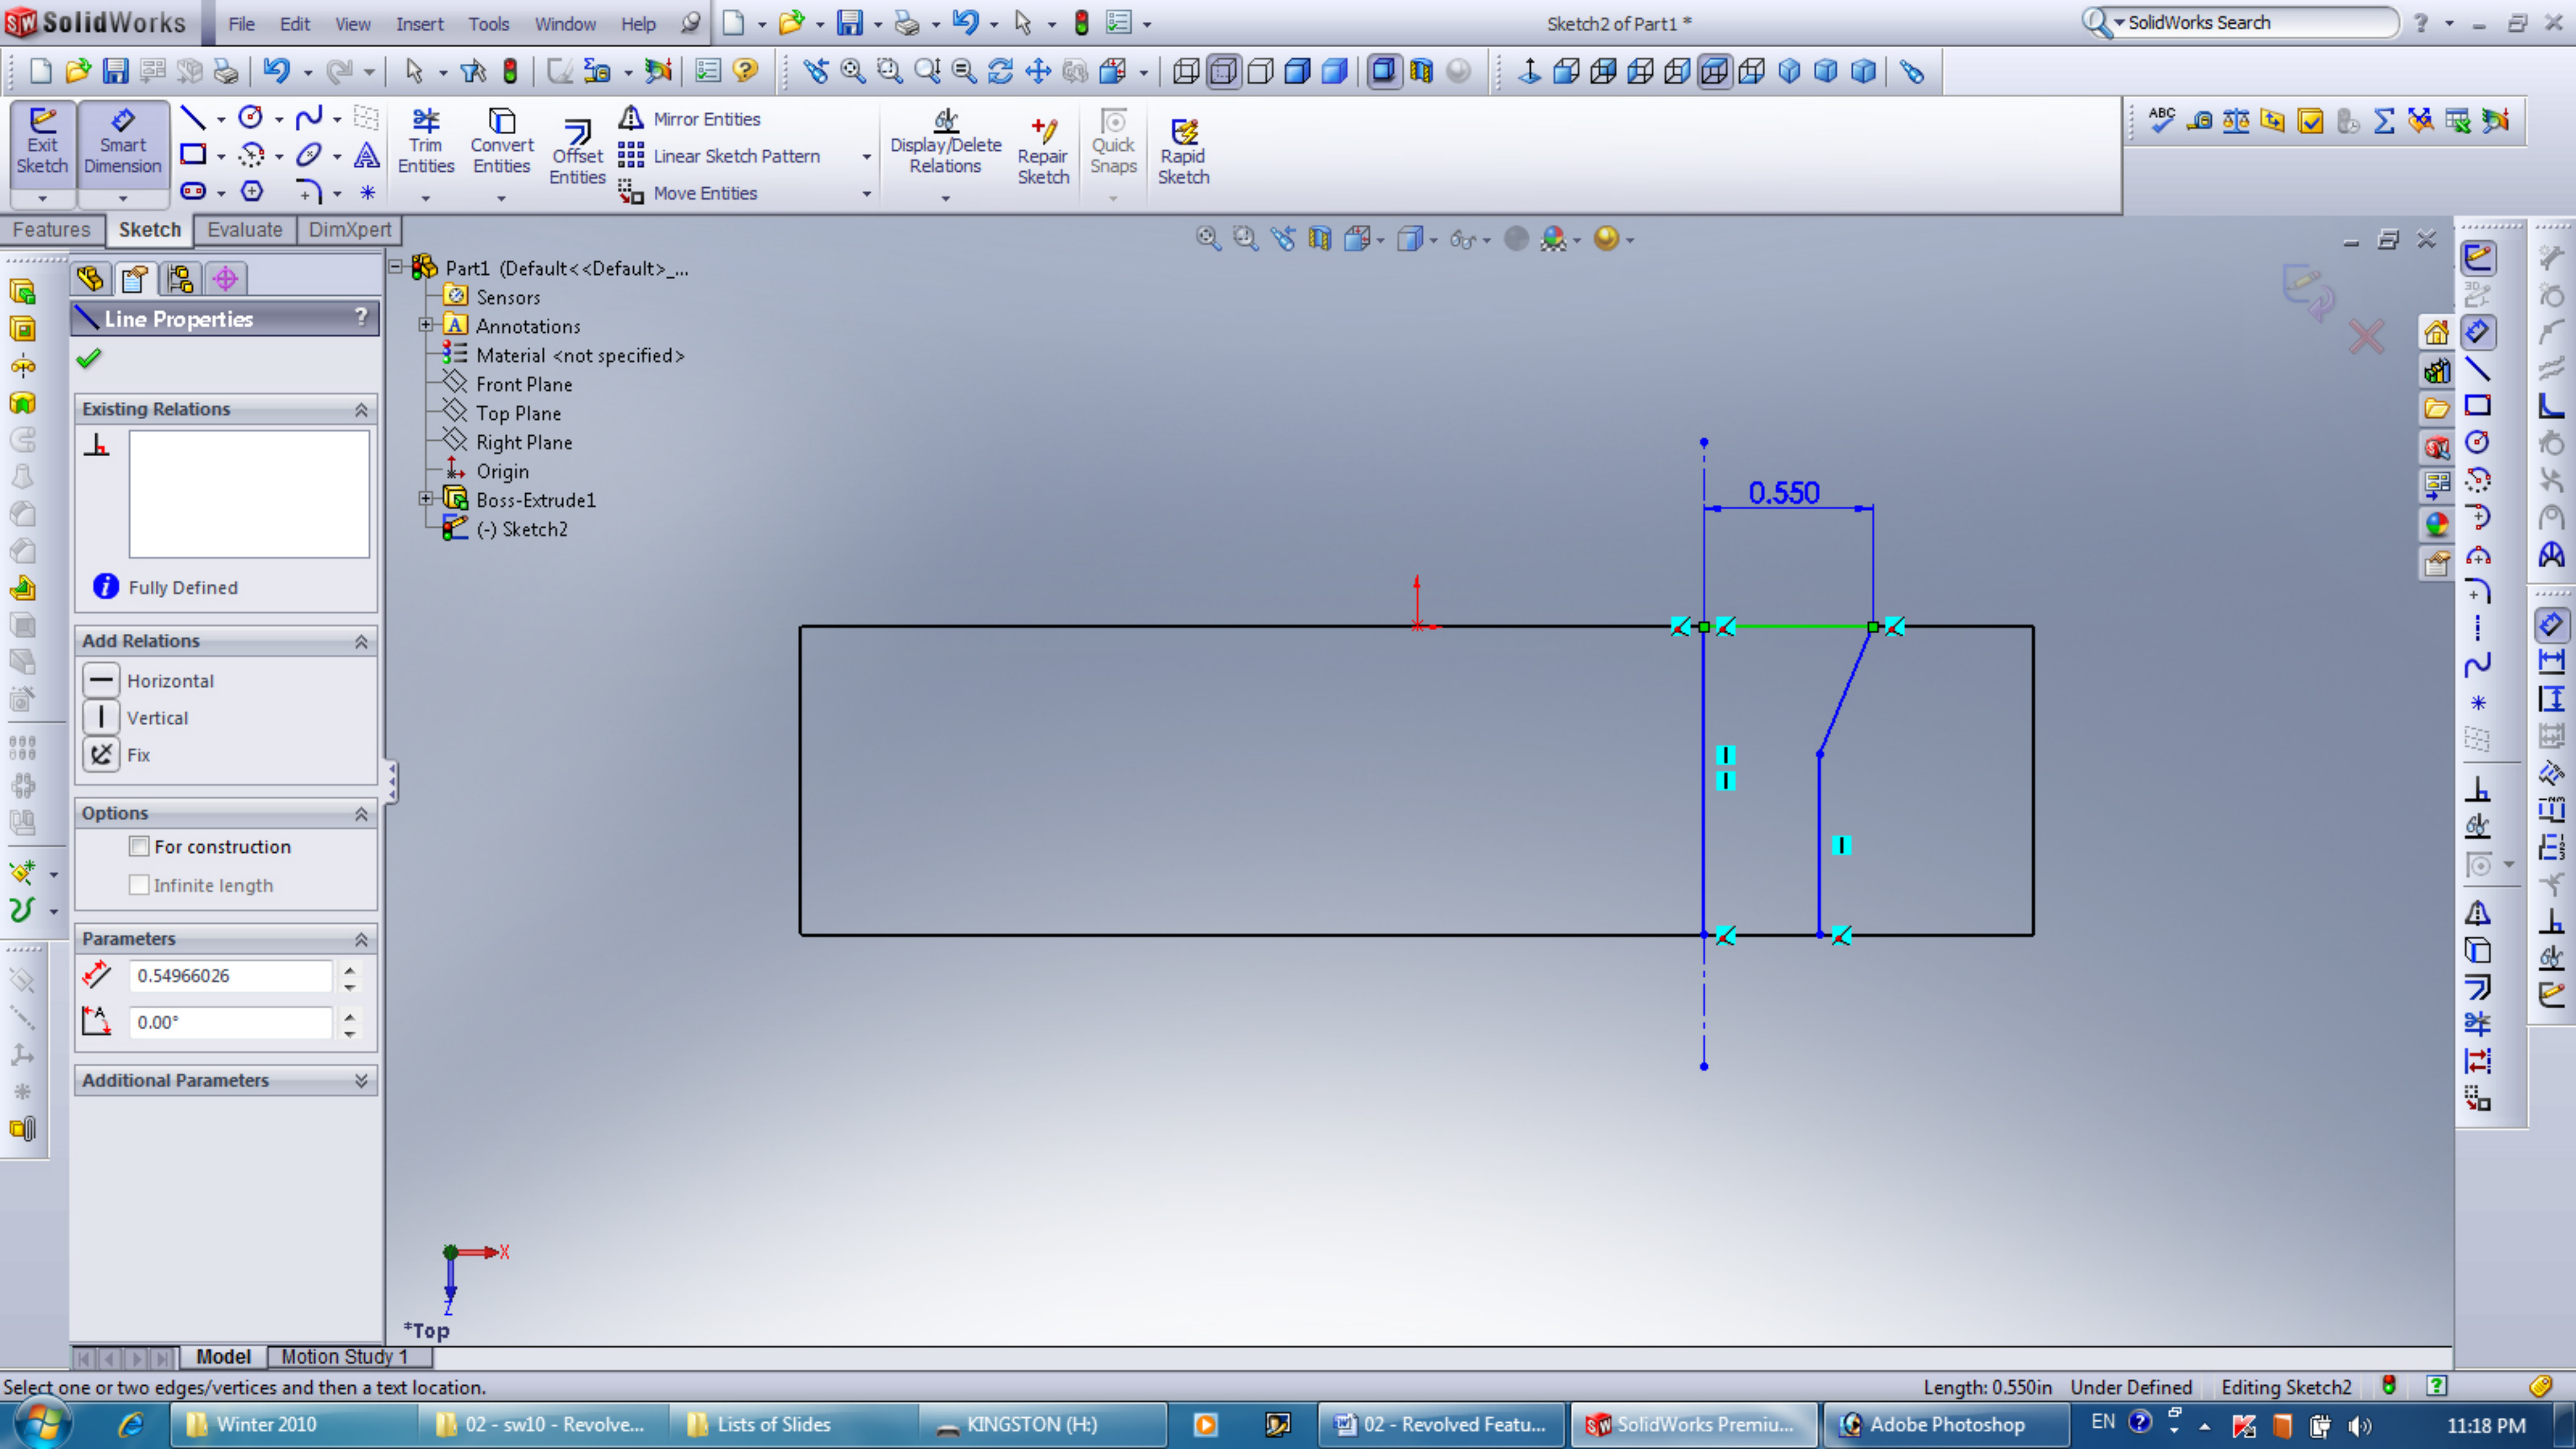 SolidWorks File Edit View Insert Tools Window Help Sketch2 of Part1 * SolidWorks Search ?
Exit Sketch
Smart Dimension
Trim Entities
Convert Entities
Offset Entities
Mirror Entities
Linear Sketch Pattern
Move Entities
Display/Delete Relations
Repair Sketch
Quick Snaps
Rapid Sketch
ABC
Features Sketch Evaluate DimXpert
Line Properties ?
Existing Relations
Fully Defined
Add Relations
Horizontal
Vertical
Fix
Options
For construction
Infinite length
Parameters
0.54966026
0.00°
Additional Parameters
Part1 (Default<<Default>_...
Sensors
Annotations
Material <not specified>
Front Plane
Top Plane
Right Plane
Origin
Boss-Extrude1
(-) Sketch2
0.550
3D
X
Z
*Top
Model Motion Study 1
Select one or two edges/vertices and then a text location. Length: 0.550in Under Defined Editing Sketch2
Winter 2010 02 - sw10 - Revolve... Lists of Slides KINGSTON (H:) 02 - Revolved Featu... SolidWorks Premiu... Adobe Photoshop EN 11:18 PM